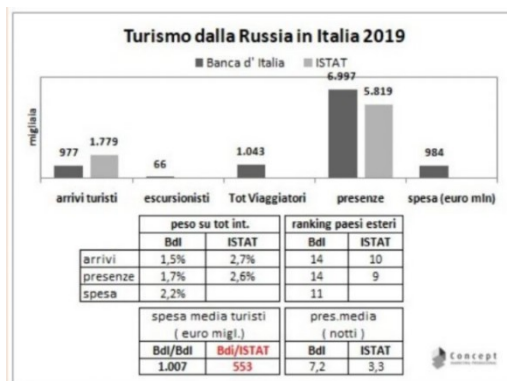 Turismo dalla Russia in Italia 2019
Banca d' Italia ISTAT
migliaia
977 1.779 66 1.043 6.997 5.819 984
arrivi turisti escursionisti Tot Viaggiatori presenze spesa (euro mln)
peso su tot int. ranking paesi esteri
BdI ISTAT BdI ISTAT
arrivi 1,5% 2,7% 14 10
presenze 1,7% 2,6% 14 9
spesa 2,2% 11
spesa media turisti pres.media
( euro migl.) ( notti )
BdI/BdI Bdi/ISTAT BdI ISTAT
1.007 553 7,2 3,3
Concept